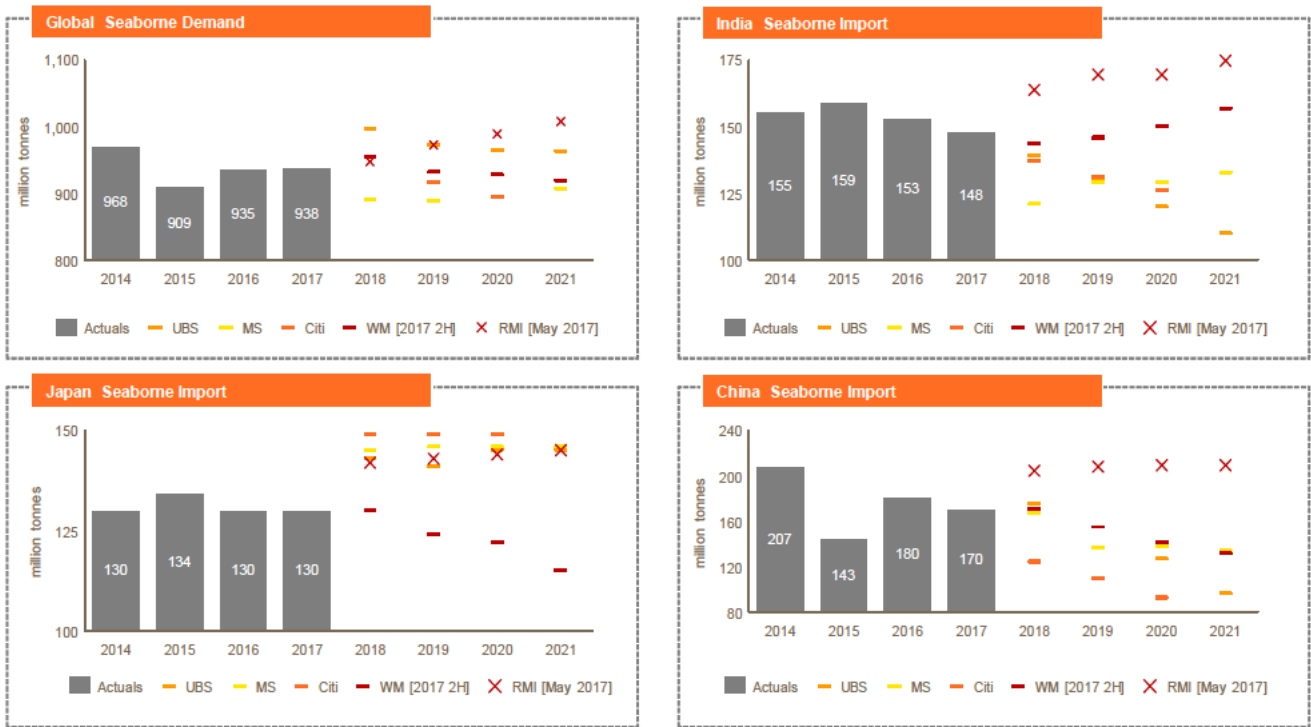 Global Seaborne Demand
million tonnes
1,100
1,000
900
800
968
909
935
938
2014 2015 2016 2017 2018 2019 2020 2021
Actuals UBS MS Citi WM [2017 2H] RMI [May 2017]
India Seaborne Import
million tonnes
175
150
125
100
155
159
153
148
2014 2015 2016 2017 2018 2019 2020 2021
Actuals UBS MS Citi WM [2017 2H] RMI [May 2017]
Japan Seaborne Import
million tonnes
150
125
100
130
134
130
130
2014 2015 2016 2017 2018 2019 2020 2021
Actuals UBS MS Citi WM [2017 2H] RMI [May 2017]
China Seaborne Import
million tonnes
240
200
160
120
80
207
143
180
170
2014 2015 2016 2017 2018 2019 2020 2021
Actuals UBS MS Citi WM [2017 2H] RMI [May 2017]